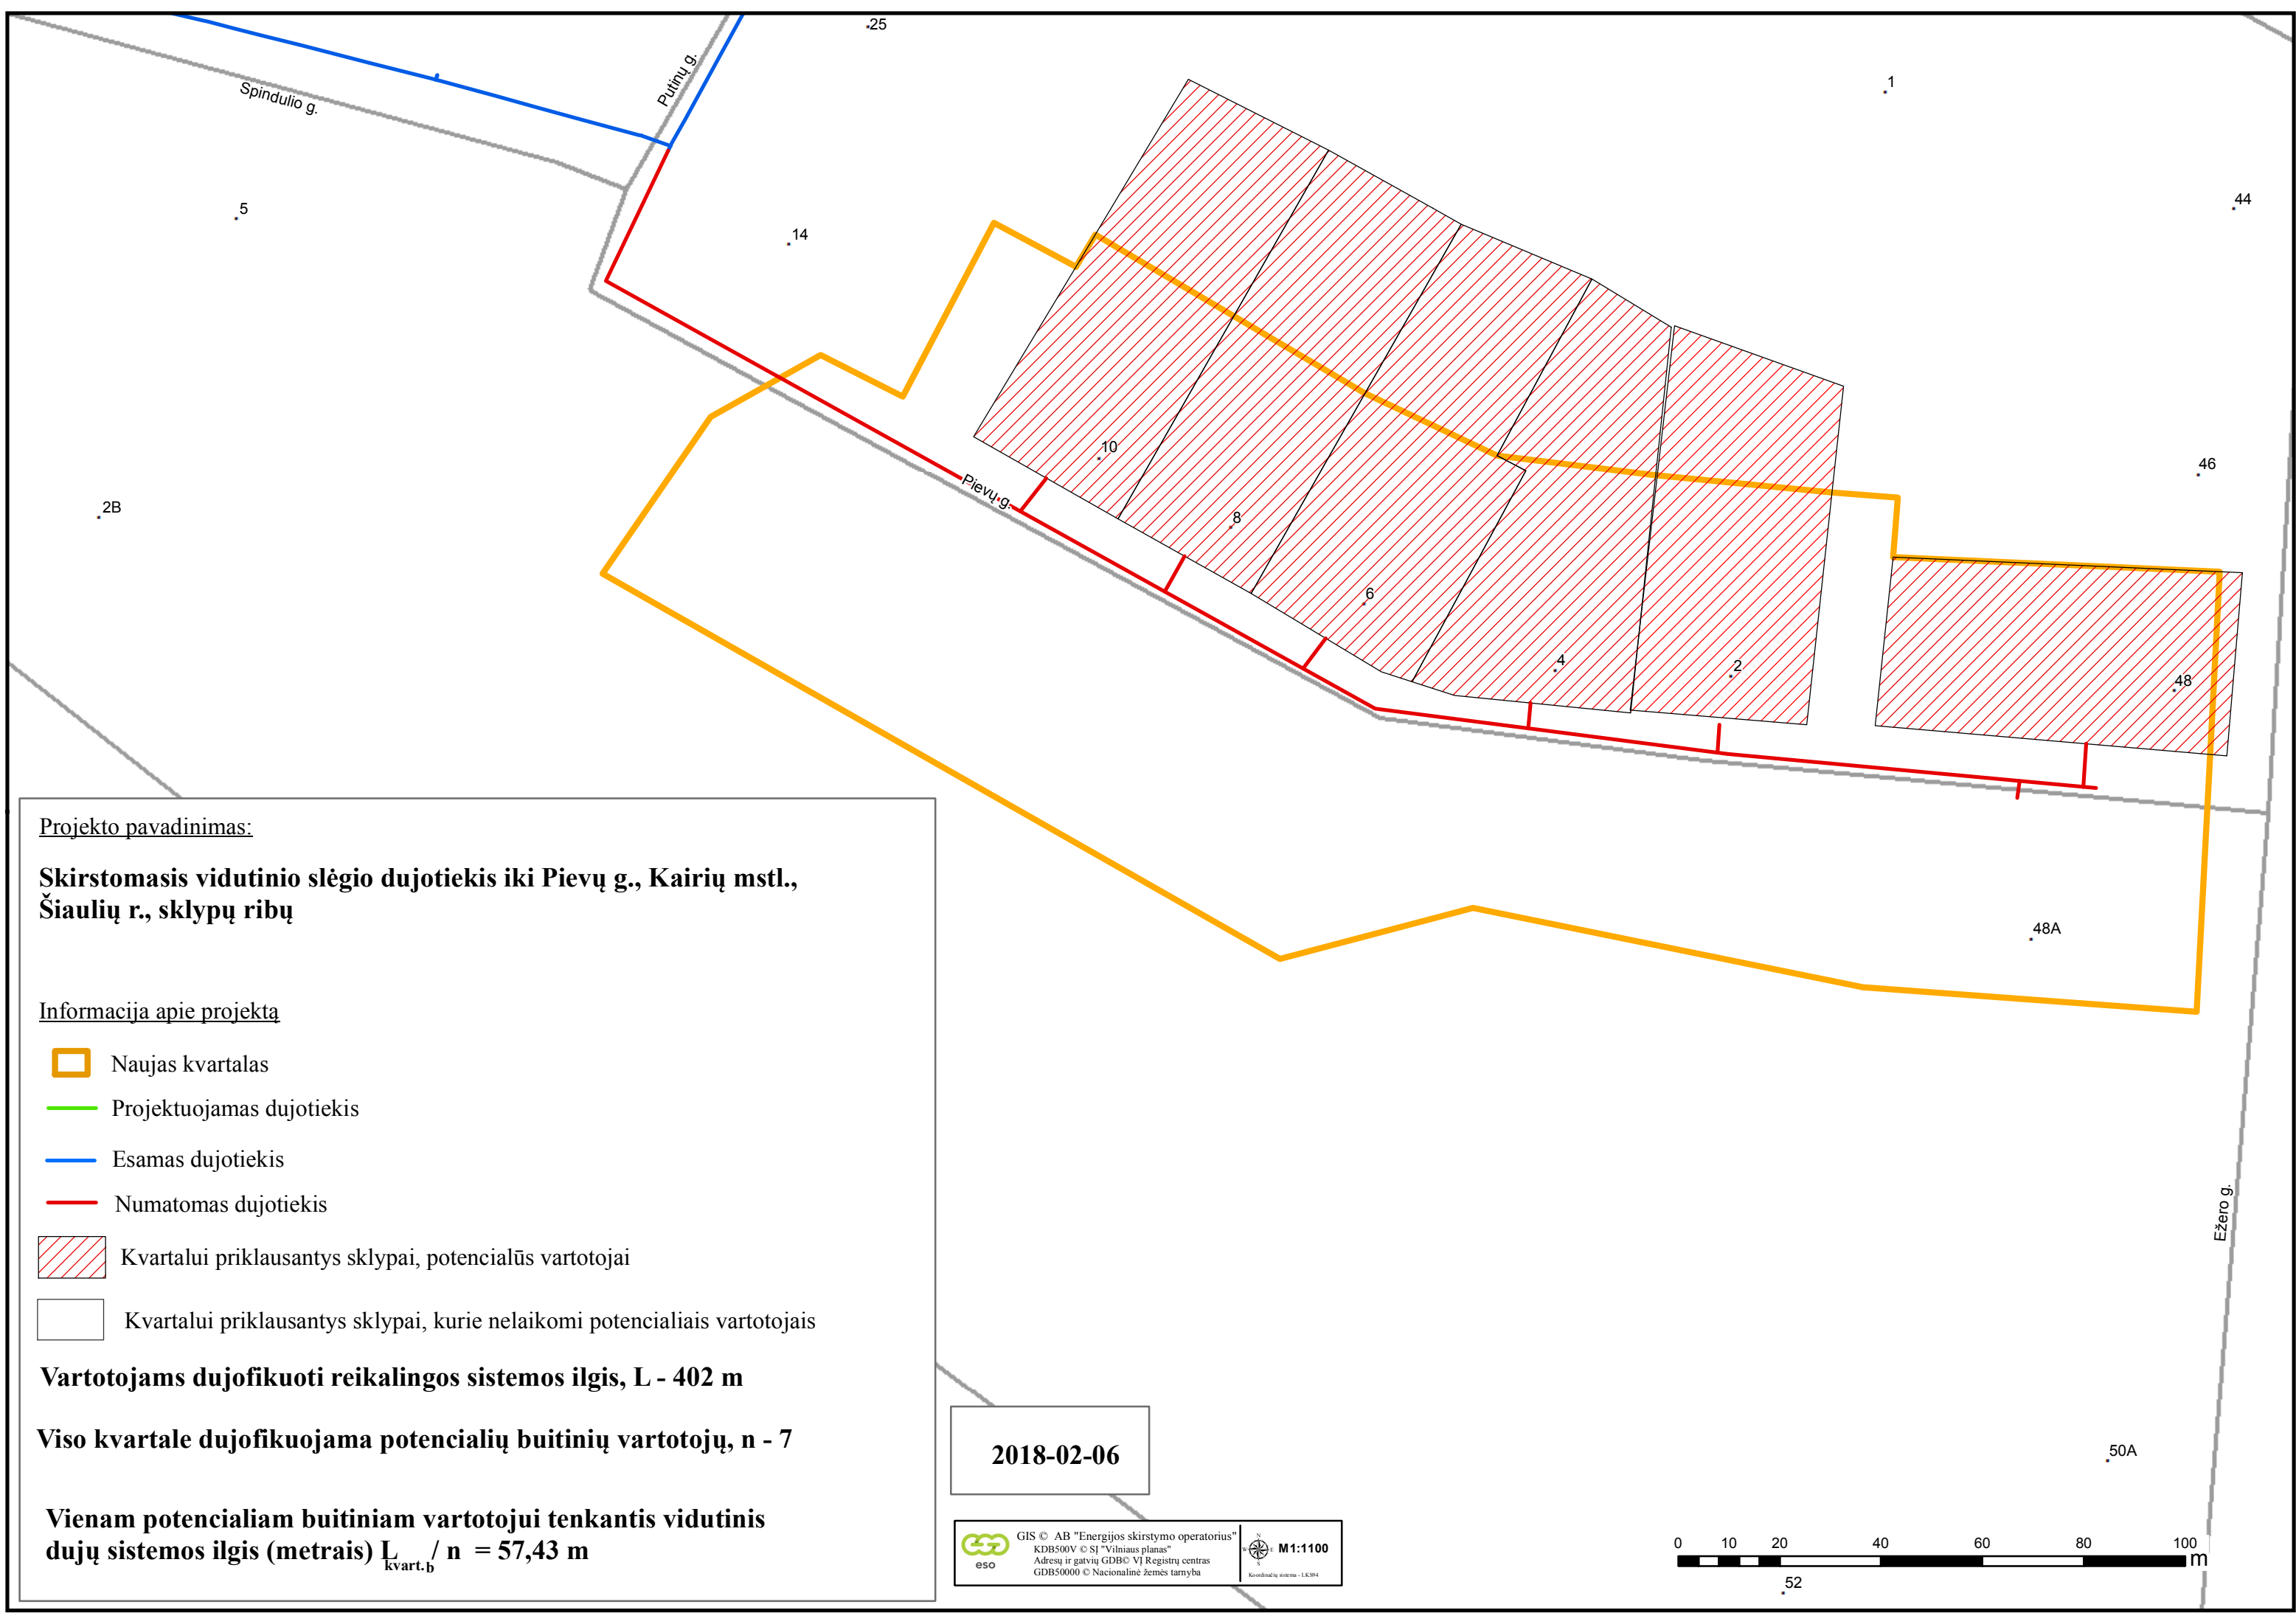 25
1
Putinų g.
Spindulio g.
5
14
44
10
46
Pievų g.
2B
8
6
4
2
48
48A
Projekto pavadinimas:
Skirstomasis vidutinio slėgio dujotiekis iki Pievų g., Kairių mstl.,
Šiaulių r., sklypų ribų
Informacija apie projektą
Naujas kvartalas
Projektuojamas dujotiekis
Esamas dujotiekis
Numatomas dujotiekis
Kvartalui priklausantys sklypai, potencialūs vartotojai
Kvartalui priklausantys sklypai, kurie nelaikomi potencialiais vartotojais
Vartotojams dujofikuoti reikalingos sistemos ilgis, L - 402 m
Viso kvartale dujofikuojama potencialių buitinių vartotojų, n - 7
Vienam potencialiam buitiniam vartotojui tenkantis vidutinis
dujų sistemos ilgis (metrais) L kvart.b / n = 57,43 m
2018-02-06
Ežero g.
50A
eso
GIS © AB "Energijos skirstymo operatorius"
KDB500V © SĮ "Vilniaus planas"
Adresų ir gatvių GDB© VĮ Registrų centras
GDB50000 © Nacionalinė žemės tarnyba
N
W E
S
M 1:1100
Koordinačių sistema - LKS94
0 10 20 40 60 80 100
m
52